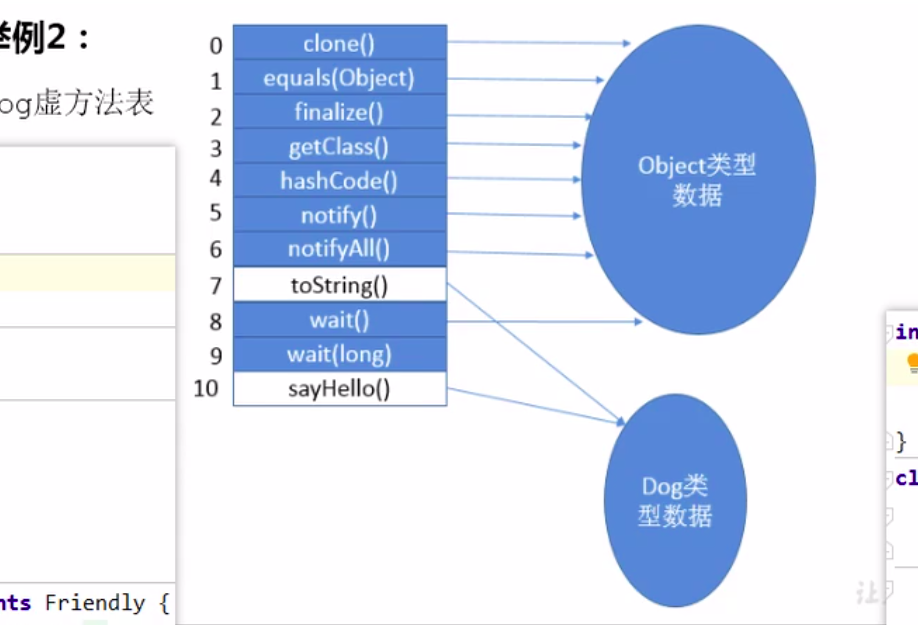 举例2：
og虚方法表
0 clone()
1 equals(Object)
2 finalize()
3 getClass()
4 hashCode()
5 notify()
6 notifyAll()
7 toString()
8 wait()
9 wait(long)
10 sayHello()
Object类型
数据
Dog类
型数据
in
}
cl
nts Friendly {
让